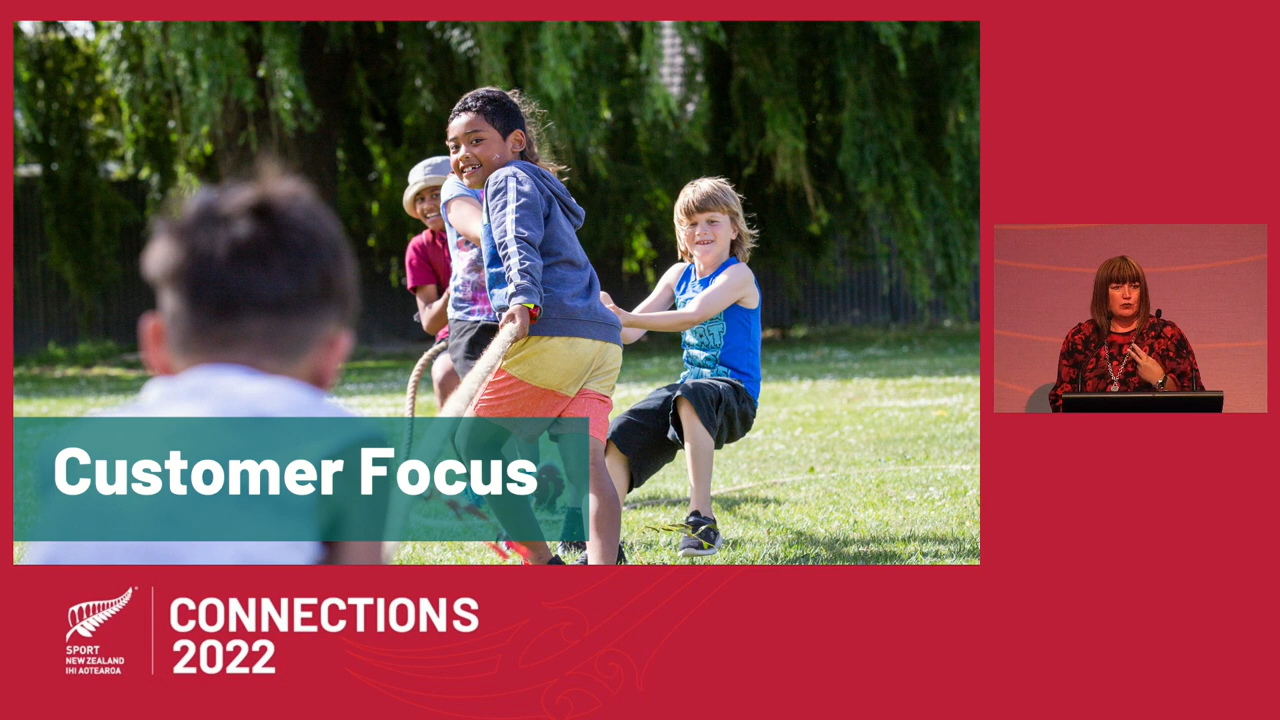 Customer Focus
SPORT
NEW ZEALAND
IHI AOTEAROA
CONNECTIONS
2022